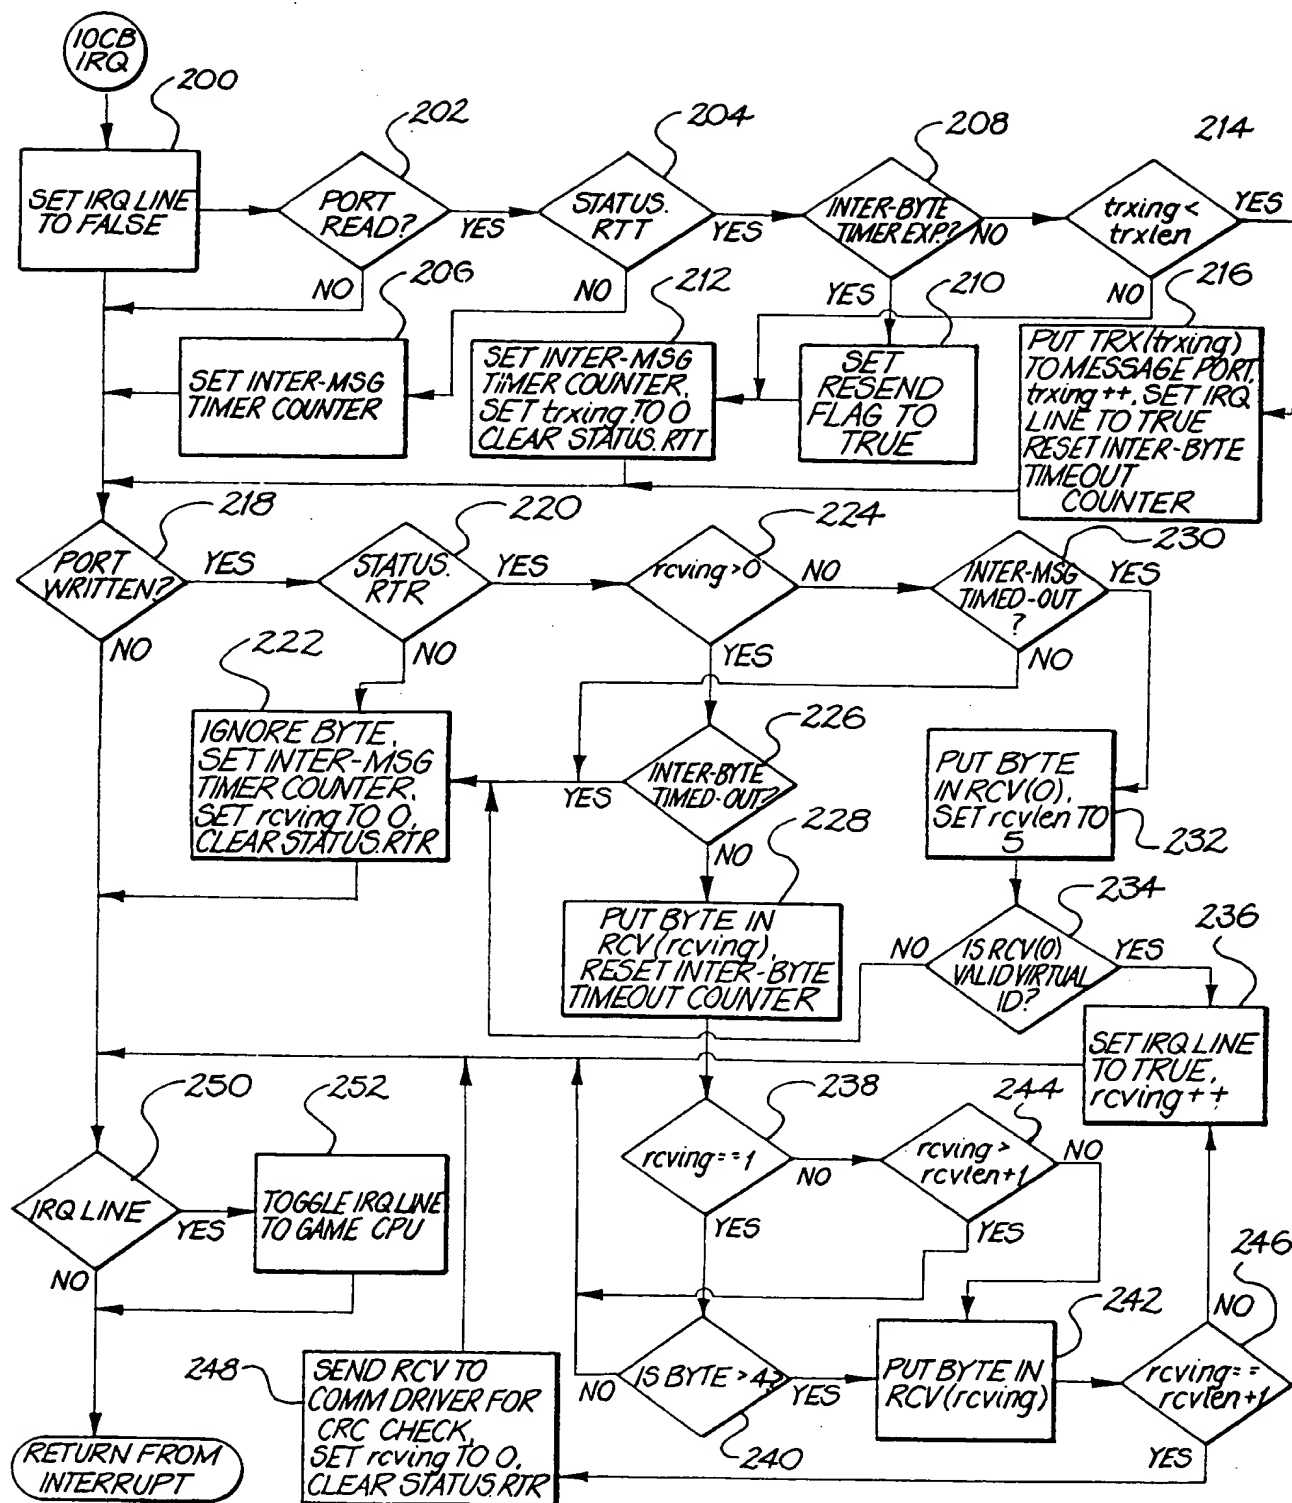 IOCB
IRQ
200
202
204
208
214
SET IRQ LINE
TO FALSE
PORT
READ?
YES
STATUS.
RTT
YES
INTER-BYTE
TIMER EXP.?
NO
trxing <
trxlen
YES
NO
206
NO
212
YES
210
NO
216
SET INTER-MSG
TIMER COUNTER
SET INTER-MSG
TIMER COUNTER,
SET trxing TO 0
CLEAR STATUS.RTT
SET
RESEND
FLAG TO
TRUE
PUT TRX(trxing)
TO MESSAGE PORT,
trxing ++, SET IRQ
LINE TO TRUE
RESET INTER-BYTE
TIMEOUT
COUNTER
218
220
224
230
PORT
WRITTEN?
YES
STATUS.
RTR
YES
rcving >0
NO
INTER-MSG
TIMED-OUT
?
YES
NO
222
NO
YES
NO
IGNORE BYTE,
SET INTER-MSG
TIMER COUNTER,
SET rcving TO 0,
CLEAR STATUS.RTR
226
INTER-BYTE
TIMED-OUT?
YES
NO
PUT BYTE
IN RCV(0),
SET rcvlen TO
5
232
228
PUT BYTE IN
RCV(rcving),
RESET INTER-BYTE
TIMEOUT COUNTER
234
NO
IS RCV(0)
VALID VIRTUAL
ID?
YES
236
SET IRQ LINE
TO TRUE,
rcving ++
250
252
238
244
IRQ LINE
YES
NO
TOGGLE IRQ LINE
TO GAME CPU
rcving==1
NO
YES
rcving >
rcvlen+1
NO
YES
246
NO
248
SEND RCV TO
COMM DRIVER FOR
CRC CHECK,
SET rcving TO 0,
CLEAR STATUS.RTR
NO
IS BYTE >4?
YES
240
242
PUT BYTE IN
RCV(rcving)
rcving==
rcvlen+1
YES
RETURN FROM
INTERRUPT